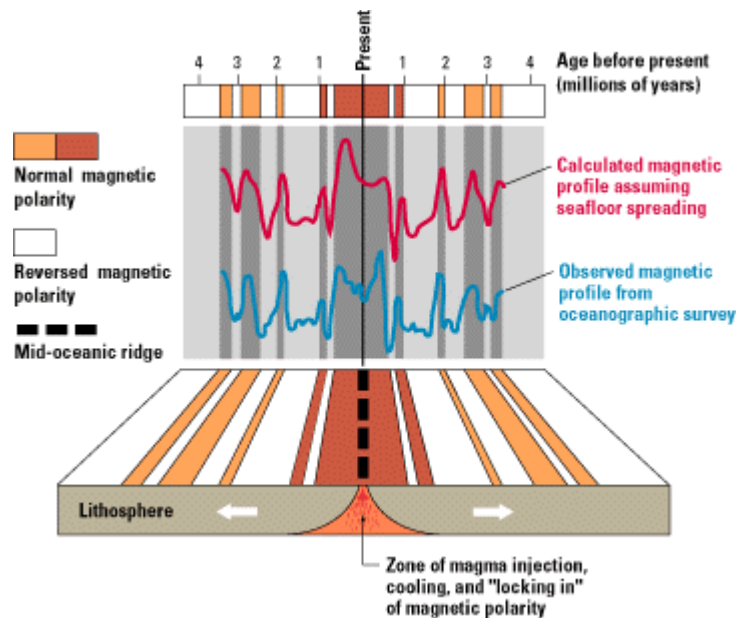 Present
4 3 2 1 1 2 3 4
Age before present
(millions of years)
Normal magnetic
polarity
Reversed magnetic
polarity
Mid-oceanic ridge
Calculated magnetic
profile assuming
seafloor spreading
Observed magnetic
profile from
oceanographic survey
Lithosphere
Zone of magma injection,
cooling, and "locking in"
of magnetic polarity